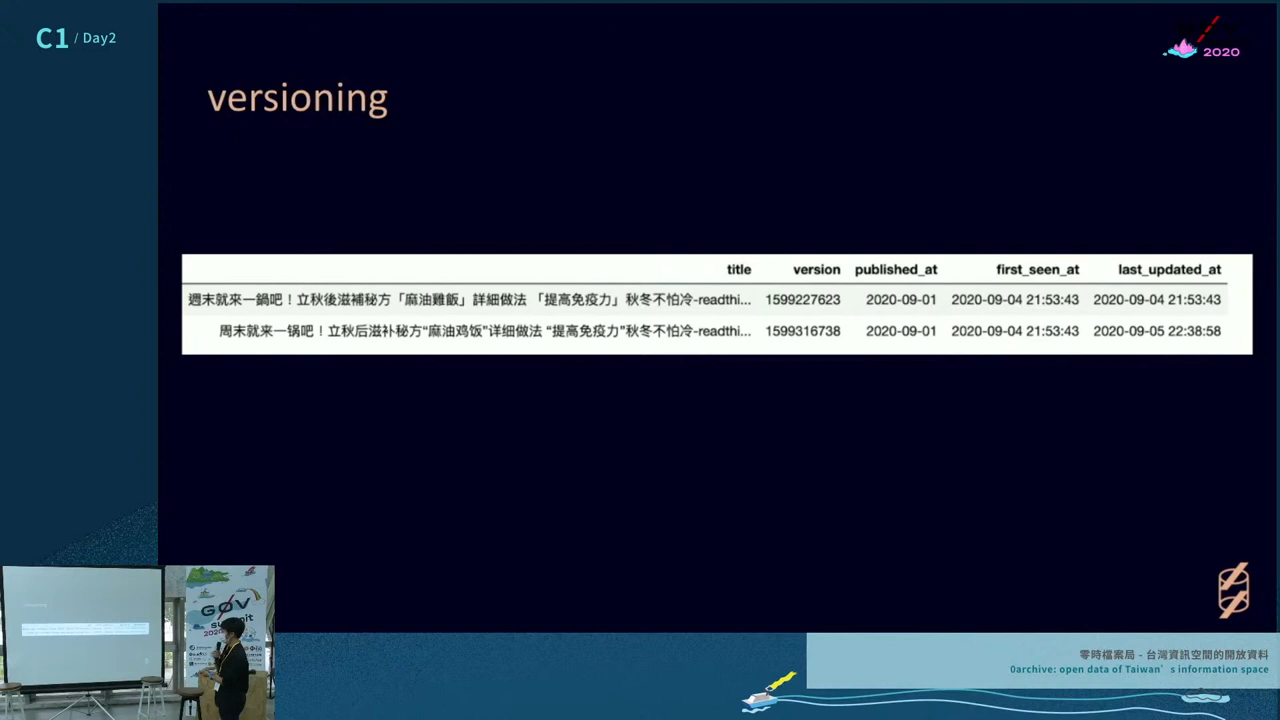 C1 / Day2
2020
versioning
title version published_at first_seen_at last_updated_at
週末就來一鍋吧！立秋後滋補秘方「麻油雞飯」詳細做法 「提高免疫力」秋冬不怕冷-readthi... 1599227623 2020-09-01 2020-09-04 21:53:43 2020-09-04 21:53:43
周末就来一锅吧！立秋后滋补秘方“麻油鸡饭”详细做法 “提高免疫力”秋冬不怕冷-readthi... 1599316738 2020-09-01 2020-09-04 21:53:43 2020-09-05 22:38:58
versioning
GØV
summit
2020
零時檔案局 - 台灣資訊空間的開放資料
0archive: open data of Taiwan’s information space